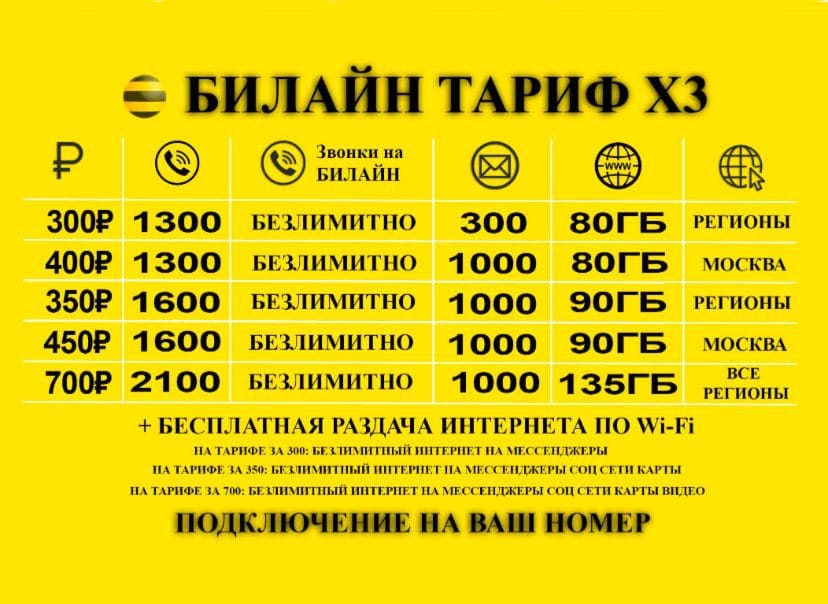 БИЛАЙН ТАРИФ X3
₽ Звонки на
БИЛАЙН WWW
300₽ 1300 БЕЗЛИМИТНО 300 80ГБ РЕГИОНЫ
400₽ 1300 БЕЗЛИМИТНО 1000 80ГБ МОСКВА
350₽ 1600 БЕЗЛИМИТНО 1000 90ГБ РЕГИОНЫ
450₽ 1600 БЕЗЛИМИТНО 1000 90ГБ МОСКВА
700₽ 2100 БЕЗЛИМИТНО 1000 135ГБ ВСЕ
РЕГИОНЫ
+ БЕСПЛАТНАЯ РАЗДАЧА ИНТЕРНЕТА ПО Wi-Fi
НА ТАРИФЕ ЗА 300: БЕЗЛИМИТНЫЙ ИНТЕРНЕТ НА МЕССЕНДЖЕРЫ
НА ТАРИФЕ ЗА 350: БЕЗЛИМИТНЫЙ ИНТЕРНЕТ НА МЕССЕНДЖЕРЫ СОЦ СЕТИ КАРТЫ
НА ТАРИФЕ ЗА 700: БЕЗЛИМИТНЫЙ ИНТЕРНЕТ НА МЕССЕНДЖЕРЫ СОЦ СЕТИ КАРТЫ ВИДЕО
ПОДКЛЮЧЕНИЕ НА ВАШ НОМЕР